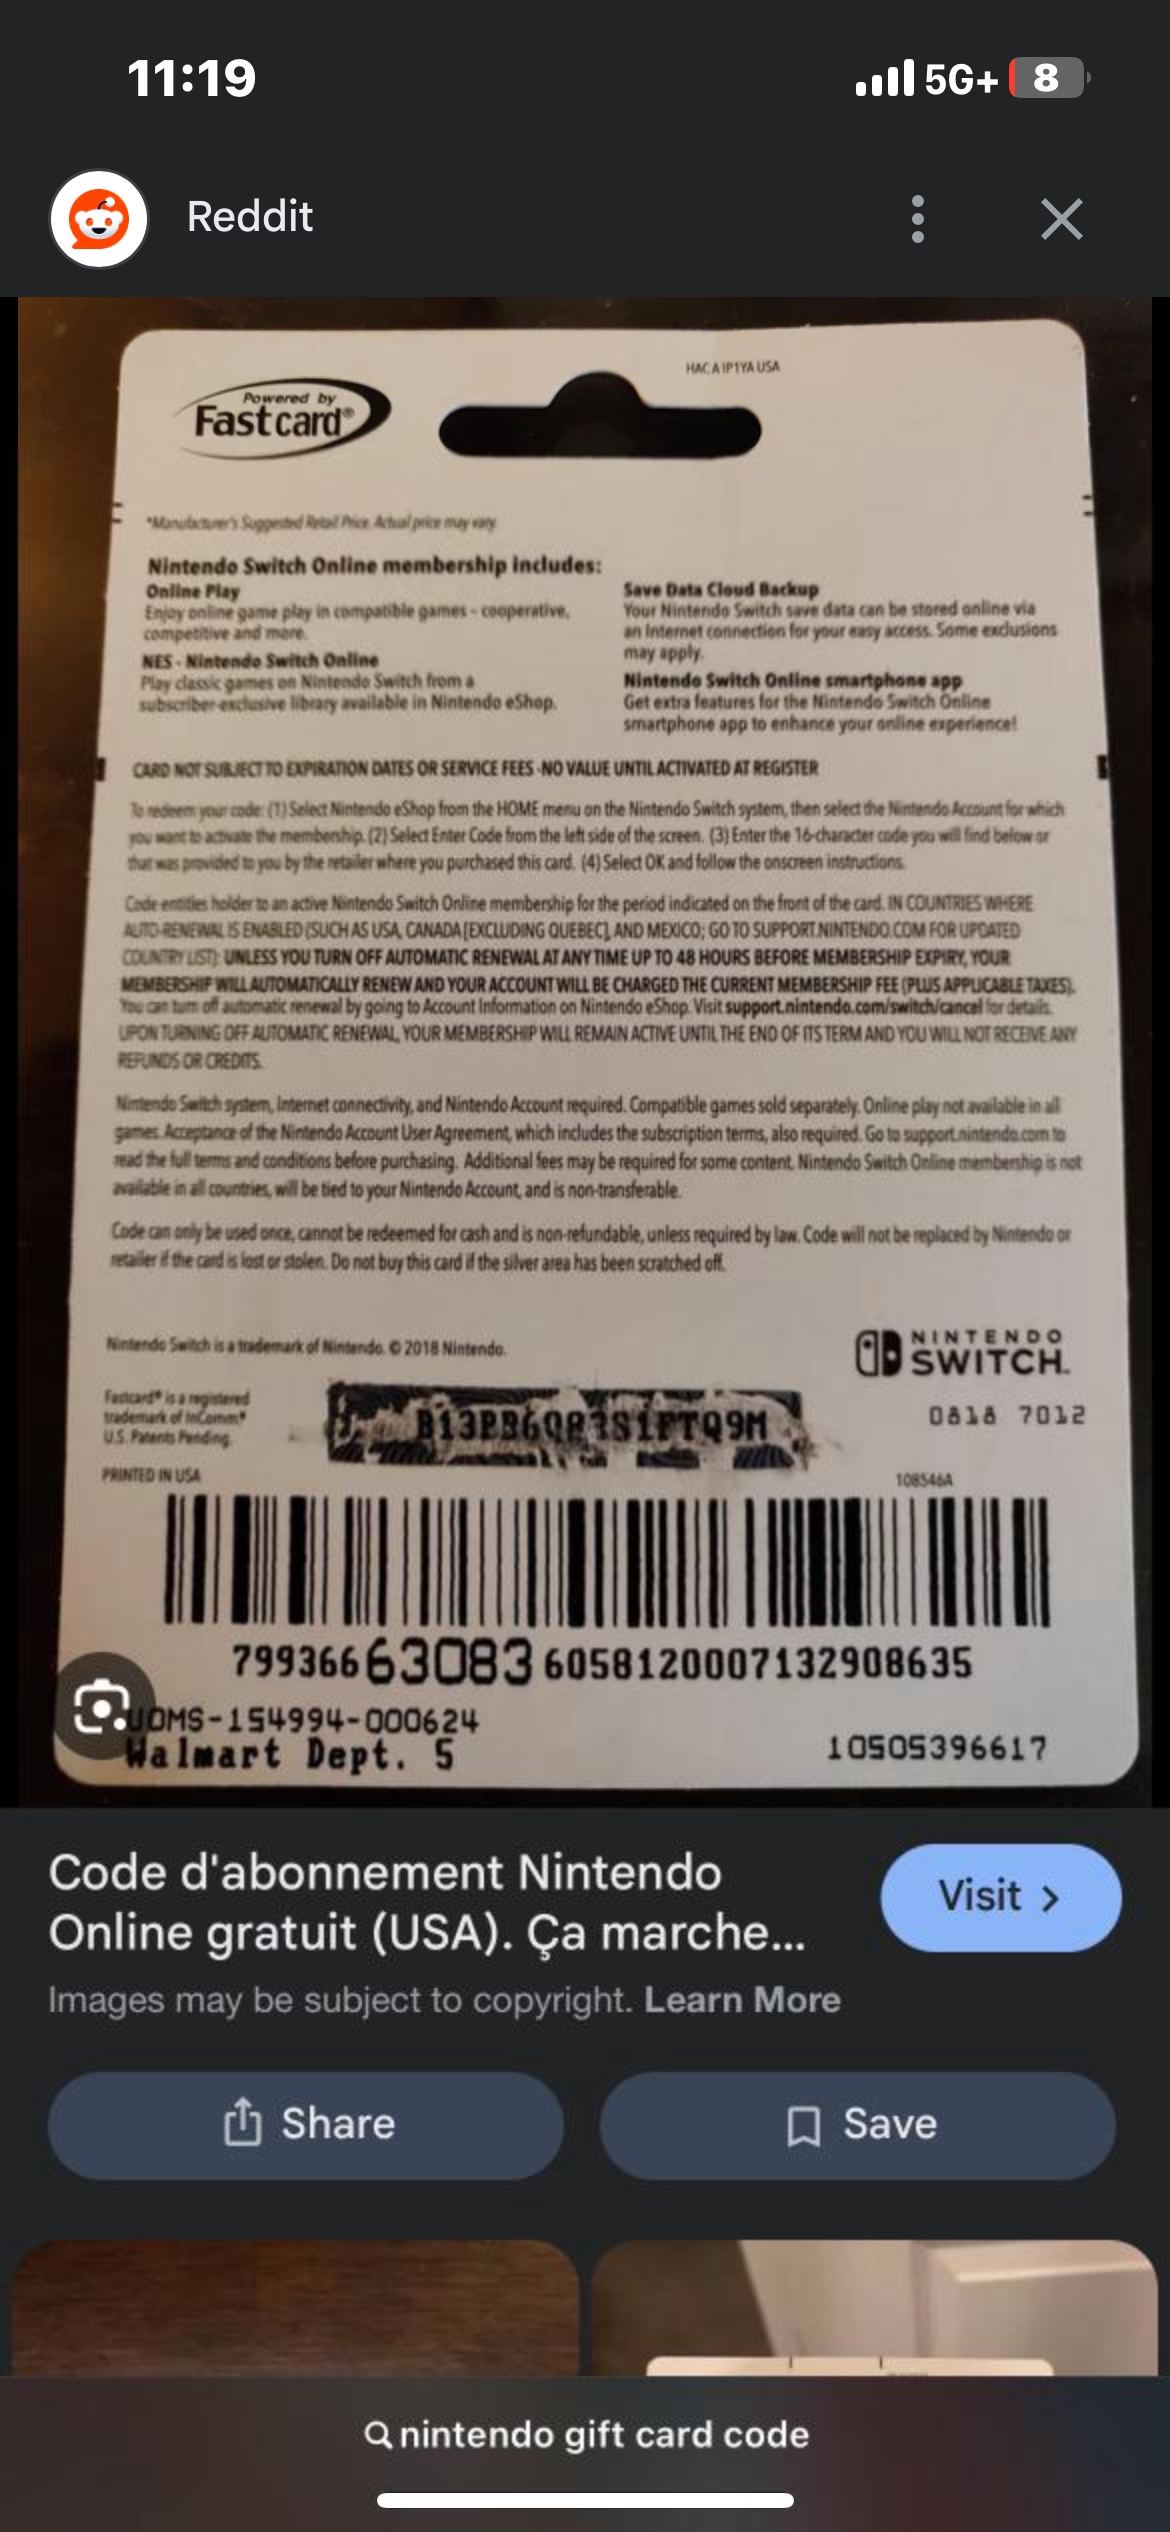 11:19
5G+ 8
Reddit
HAC A IP1YA USA
Powered by
Fastcard®
*Manufacturer's Suggested Retail Price. Actual price may vary.
Nintendo Switch Online membership includes:
Online Play
Enjoy online game play in compatible games – cooperative,
competitive and more.
NES - Nintendo Switch Online
Play classic games on Nintendo Switch from a
subscriber-exclusive library available in Nintendo eShop.
Save Data Cloud Backup
Your Nintendo Switch save data can be stored online via
an Internet connection for your easy access. Some exclusions
may apply.
Nintendo Switch Online smartphone app
Get extra features for the Nintendo Switch Online
smartphone app to enhance your online experience!
CARD NOT SUBJECT TO EXPIRATION DATES OR SERVICE FEES -NO VALUE UNTIL ACTIVATED AT REGISTER
To redeem your code: (1) Select Nintendo eShop from the HOME menu on the Nintendo Switch system, then select the Nintendo Account for which
you want to activate the membership. (2) Select Enter Code from the left side of the screen. (3) Enter the 16-character code you will find below or
that was provided to you by the retailer where you purchased this card. (4) Select OK and follow the onscreen instructions.
Code entitles holder to an active Nintendo Switch Online membership for the period indicated on the front of the card. IN COUNTRIES WHERE
AUTO-RENEWAL IS ENABLED (SUCH AS USA, CANADA [EXCLUDING QUEBEC], AND MEXICO; GO TO SUPPORT.NINTENDO.COM FOR UPDATED
COUNTRY LIST): UNLESS YOU TURN OFF AUTOMATIC RENEWAL AT ANY TIME UP TO 48 HOURS BEFORE MEMBERSHIP EXPIRY, YOUR
MEMBERSHIP WILL AUTOMATICALLY RENEW AND YOUR ACCOUNT WILL BE CHARGED THE CURRENT MEMBERSHIP FEE (PLUS APPLICABLE TAXES).
You can turn off automatic renewal by going to Account Information on Nintendo eShop. Visit support.nintendo.com/switch/cancel for details.
UPON TURNING OFF AUTOMATIC RENEWAL, YOUR MEMBERSHIP WILL REMAIN ACTIVE UNTIL THE END OF ITS TERM AND YOU WILL NOT RECEIVE ANY
REFUNDS OR CREDITS.
Nintendo Switch system, Internet connectivity, and Nintendo Account required. Compatible games sold separately. Online play not available in all
games. Acceptance of the Nintendo Account User Agreement, which includes the subscription terms, also required. Go to support.nintendo.com to
read the full terms and conditions before purchasing. Additional fees may be required for some content. Nintendo Switch Online membership is not
available in all countries, will be tied to your Nintendo Account, and is non-transferable.
Code can only be used once, cannot be redeemed for cash and is non-refundable, unless required by law. Code will not be replaced by Nintendo or
retailer if the card is lost or stolen. Do not buy this card if the silver area has been scratched off.
Nintendo Switch is a trademark of Nintendo. © 2018 Nintendo.
NINTENDO
SWITCH.
Fastcard® is a registered
trademark of InComm®
U.S. Patents Pending.
0818 7012
PRINTED IN USA
108546A
799366 63083 6058120007132908635
UOMS-154994-000624
Walmart Dept. 5
10505396617
Code d'abonnement Nintendo
Online gratuit (USA). Ça marche...
Visit
Images may be subject to copyright. Learn More
Share
Save
nintendo gift card code